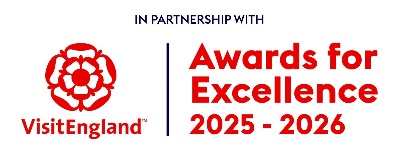 IN PARTNERSHIP WITH
VisitEngland™
Awards for
Excellence
2025 - 2026